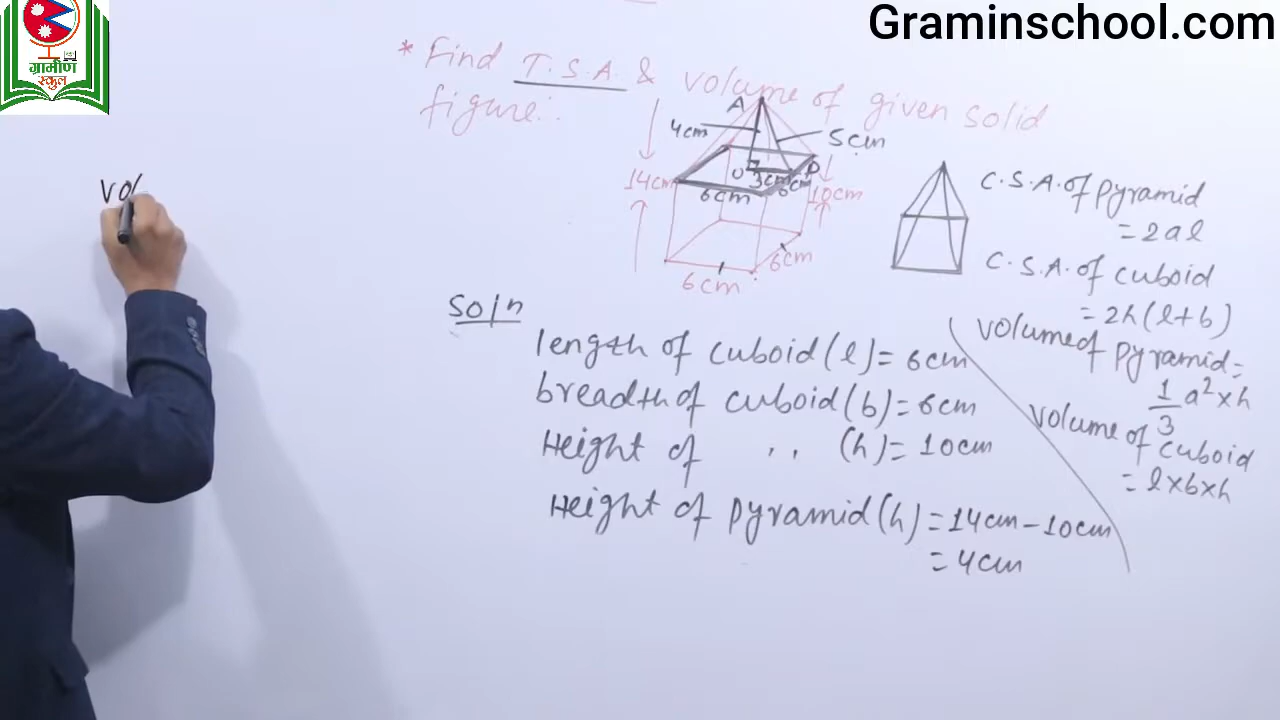 Graminschool.com
ग्रामीण
स्कुल
* Find T.S.A. & volume of given solid
figure:
A
4cm
5cm
14cm
O
3cm
P
6cm
6cm
10cm
6cm
6cm
C.S.A. of pyramid
= 2al
C.S.A. of cuboid
= 2h(l+b)
volume of pyramid =
1/3 a² × h
volume of cuboid
= l×b×h
Vol
Soln
length of cuboid (l) = 6cm
breadth of cuboid (b) = 6cm
Height of ,, (h) = 10cm
Height of pyramid (h) = 14cm - 10cm
= 4cm